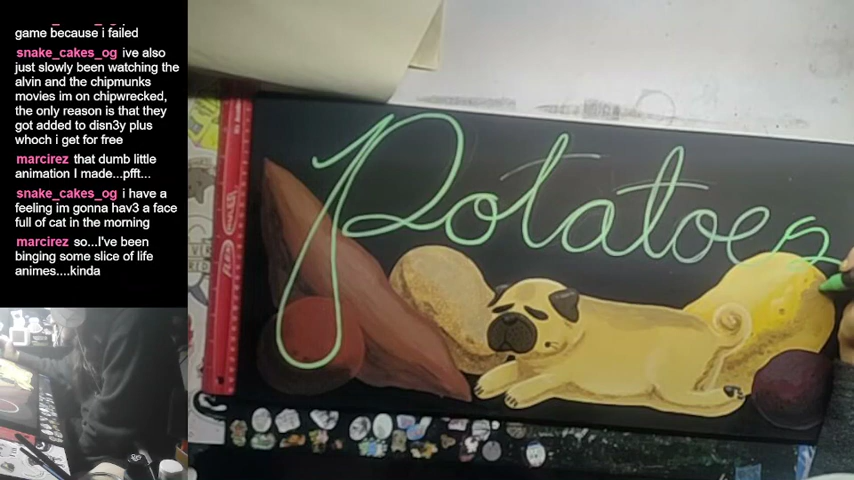 game because i failed
snake_cakes_og ive also
just slowly been watching the
alvin and the chipmunks
movies im on chipwrecked,
the only reason is that they
got added to disn3y plus
whoch i get for free
marcirez that dumb little
animation I made...pfft...
snake_cakes_og i have a
feeling im gonna hav3 a face
full of cat in the morning
marcirez so...I've been
binging some slice of life
animes....kinda
Potatoes